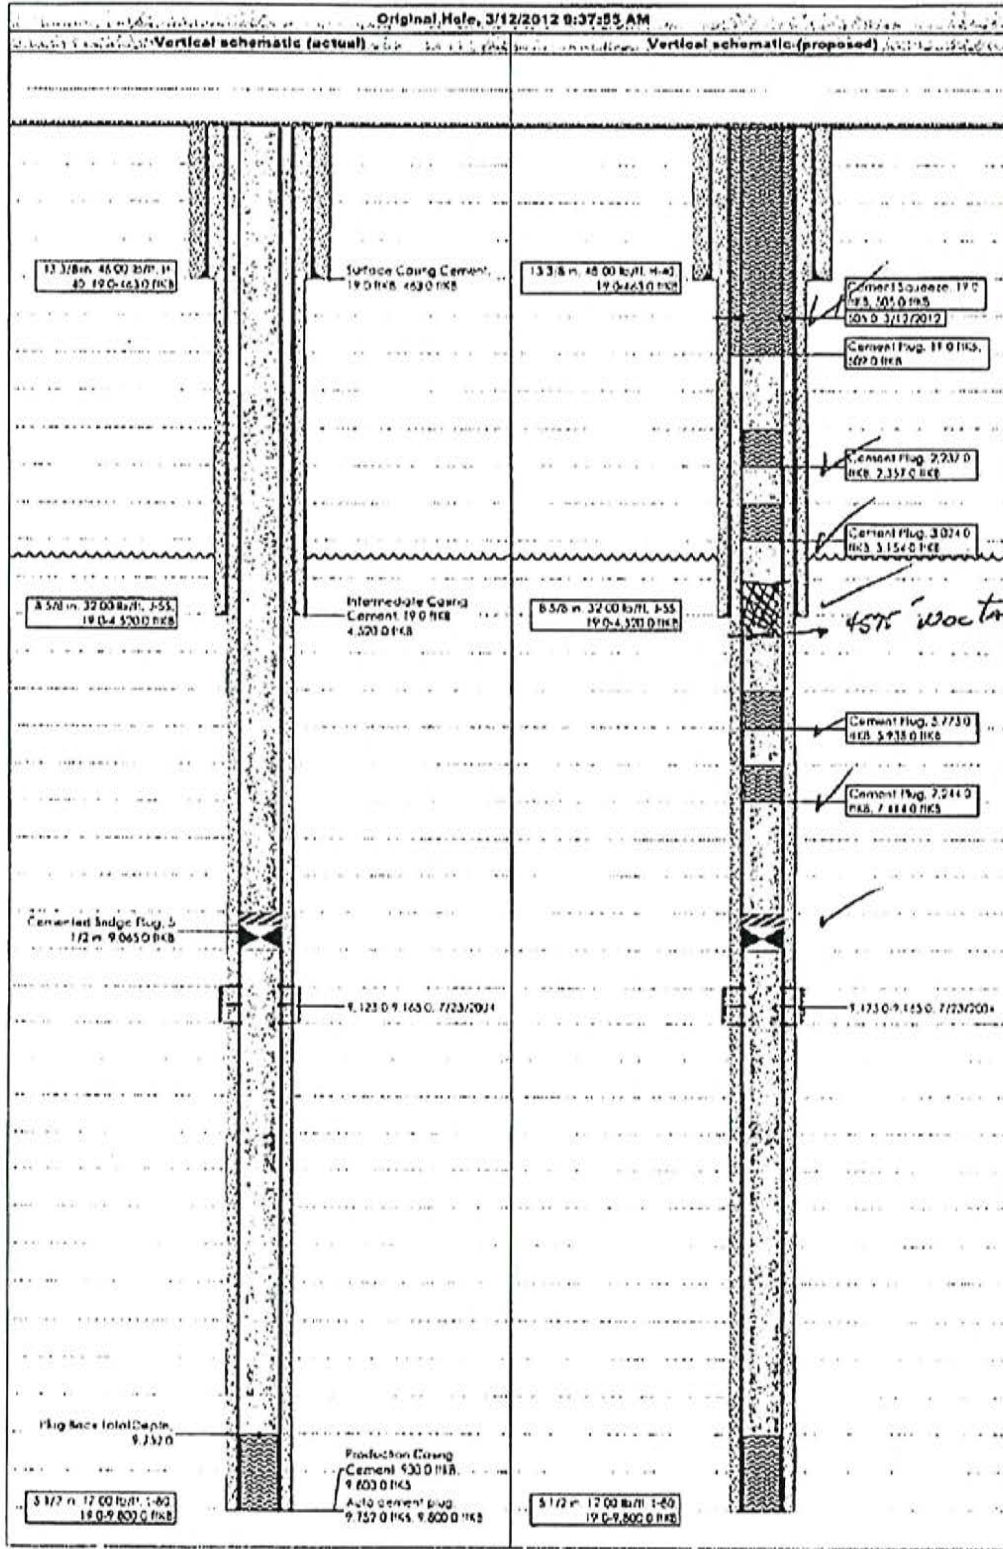 Original Hole, 3/12/2012 9:37:55 AM
Vertical schematic (actual)
Vertical schematic (proposed)
13 3/8 in, 48.00 lb/ft, H-
40, 19.0-463.0 ftKB
Surface Casing Cement,
19.0 ftKB, 463.0 ftKB
8 5/8 in, 32.00 lb/ft, J-55,
19.0-4,520.0 ftKB
Intermediate Casing
Cement, 19.0 ftKB
4,520.0 ftKB
Cemented Bridge Plug, 5
1/2 in, 9,065.0 ftKB
9,123.0-9,165.0, 7/23/2004
Plug Back Total Depth,
9,752.0
Production Casing
Cement, 930.0 ftKB,
9,800.0 ftKB
Auto cement plug,
9,752.0 ftKB, 9,800.0 ftKB
5 1/2 in, 17.00 lb/ft, L-80
19.0-9,800.0 ftKB
13 3/8 in, 48.00 lb/ft, H-40
19.0-463.0 ftKB
Cement Squeeze, 19.0
ftKB, 505.0 ftKB
505.0, 3/12/2012
Cement Plug, 19.0 ftKB,
509.0 ftKB
Cement Plug, 2,237.0
ftKB, 2,357.0 ftKB
Cement Plug, 3,024.0
ftKB, 3,154.0 ftKB
8 5/8 in, 32.00 lb/ft, J-55
19.0-4,520.0 ftKB
4575' WOC
Cement Plug, 5,773.0
ftKB, 5,938.0 ftKB
Cement Plug, 7,244.0
ftKB, 7,414.0 ftKB
9,123.0-9,165.0, 7/23/2004
5 1/2 in, 17.00 lb/ft, L-80
19.0-9,800.0 ftKB